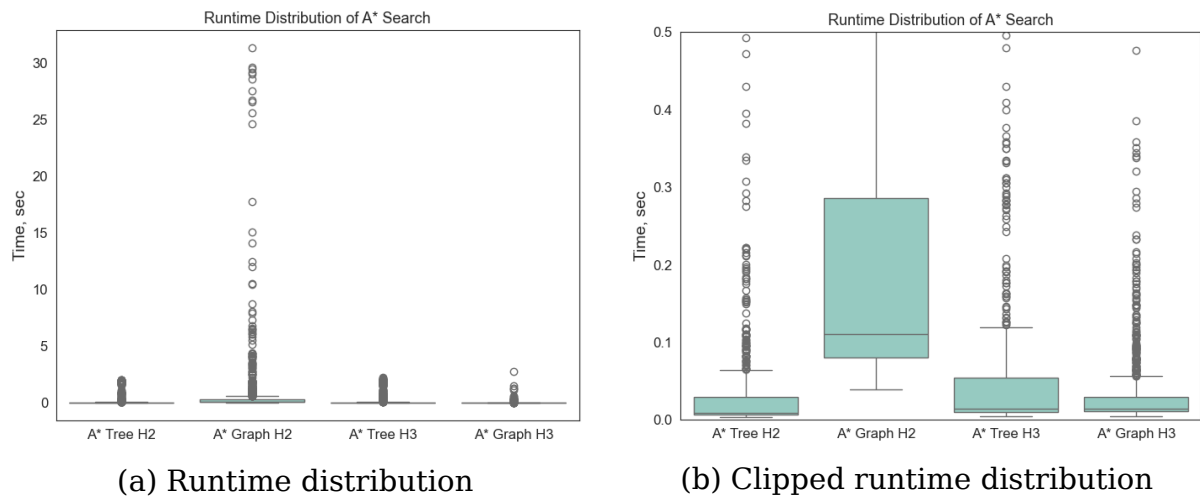 Runtime Distribution of A* Search
Time, sec
30
25
20
15
10
5
0
A* Tree H2
A* Graph H2
A* Tree H3
A* Graph H3
(a) Runtime distribution
Runtime Distribution of A* Search
Time, sec
0.5
0.4
0.3
0.2
0.1
0.0
A* Tree H2
A* Graph H2
A* Tree H3
A* Graph H3
(b) Clipped runtime distribution